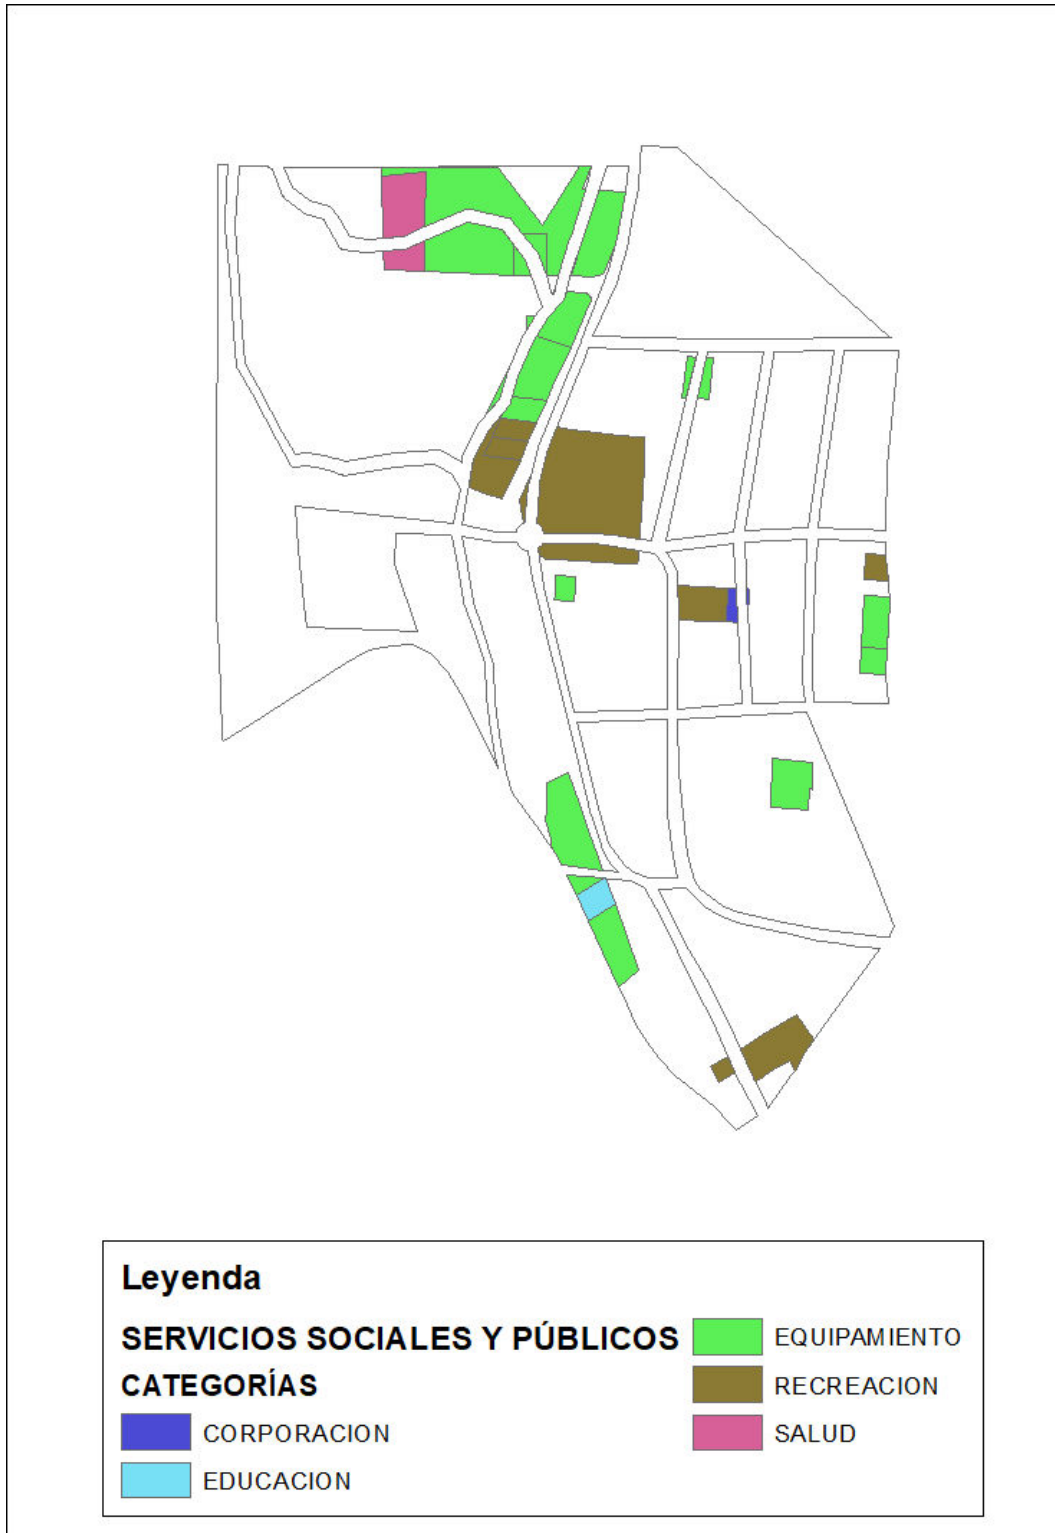 Leyenda
SERVICIOS SOCIALES Y PÚBLICOS
CATEGORÍAS
CORPORACION
EDUCACION
EQUIPAMIENTO
RECREACION
SALUD